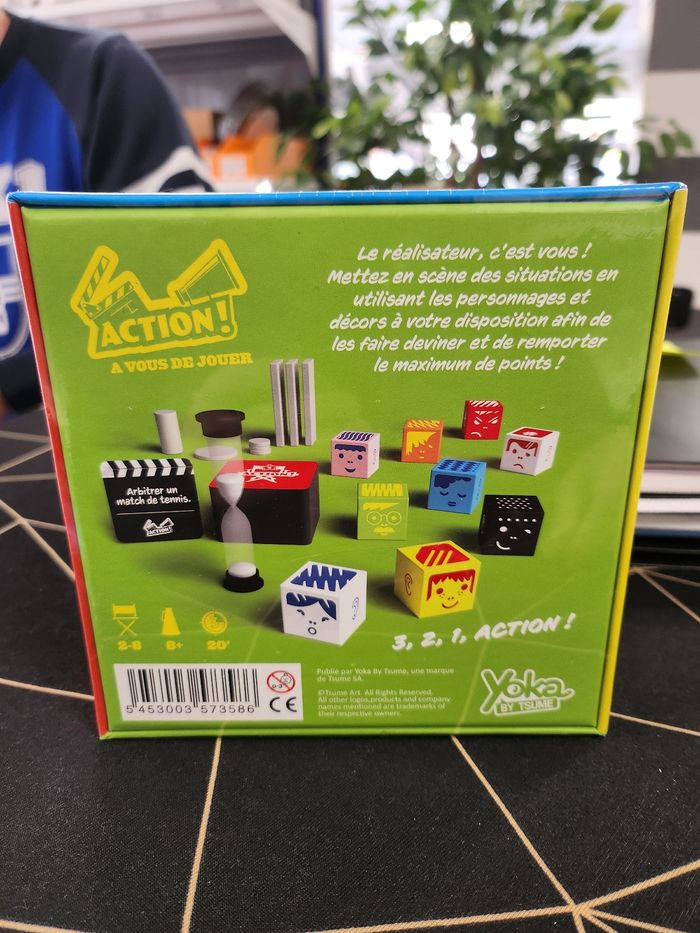 ACTION !
A VOUS DE JOUER
Le réalisateur, c'est vous !
Mettez en scène des situations en
utilisant les personnages et
décors à votre disposition afin de
les faire deviner et de remporter
le maximum de points !
Arbitrer un
match de tennis.
ACTION!
ACTION!
3, 2, 1, ACTION !
2-8
8+
20'
5 453003 573586
0-3
CE
Publié par Yoka By Tsume, une marque
de Tsume SA.
©Tsume Art. All Rights Reserved.
All other logos,products and company
names mentioned are trademarks of
their respective owners.
Yoka
BY TSUME